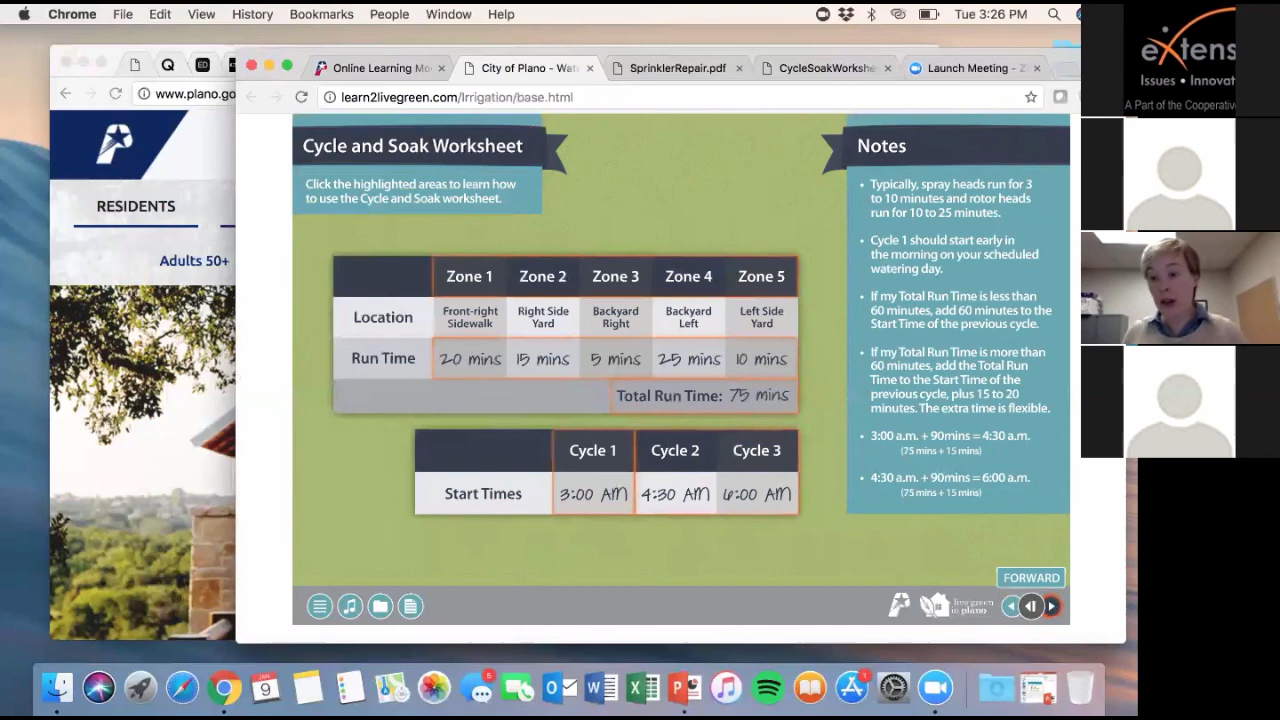 Chrome File Edit View History Bookmarks People Window Help
Tue 3:26 PM
Q
ED
Online Learning Mo
City of Plano - Wat
SprinklerRepair.pdf
CycleSoakWorkshe
Launch Meeting - Z
www.plano.go
learn2livegreen.com/Irrigation/base.html
RESIDENTS
Adults 50+
Cycle and Soak Worksheet
Click the highlighted areas to learn how
to use the Cycle and Soak worksheet.
Zone 1 Zone 2 Zone 3 Zone 4 Zone 5
Location
Front-right
Sidewalk
Right Side
Yard
Backyard
Right
Backyard
Left
Left Side
Yard
Run Time 20 mins 15 mins 5 mins 25 mins 10 mins
Total Run Time: 75 mins
Cycle 1 Cycle 2 Cycle 3
Start Times 3:00 AM 4:30 AM 6:00 AM
Notes
• Typically, spray heads run for 3
to 10 minutes and rotor heads
run for 10 to 25 minutes.
• Cycle 1 should start early in
the morning on your scheduled
watering day.
• If my Total Run Time is less than
60 minutes, add 60 minutes to the
Start Time of the previous cycle.
• If my Total Run Time is more than
60 minutes, add the Total Run
Time to the Start Time of the
previous cycle, plus 15 to 20
minutes. The extra time is flexible.
• 3:00 a.m. + 90mins = 4:30 a.m.
(75 mins + 15 mins)
• 4:30 a.m. + 90mins = 6:00 a.m.
(75 mins + 15 mins)
FORWARD
live green
in plano
eXtens
Issues • Innovat
A Part of the Cooperativ
JAN
9
5
1